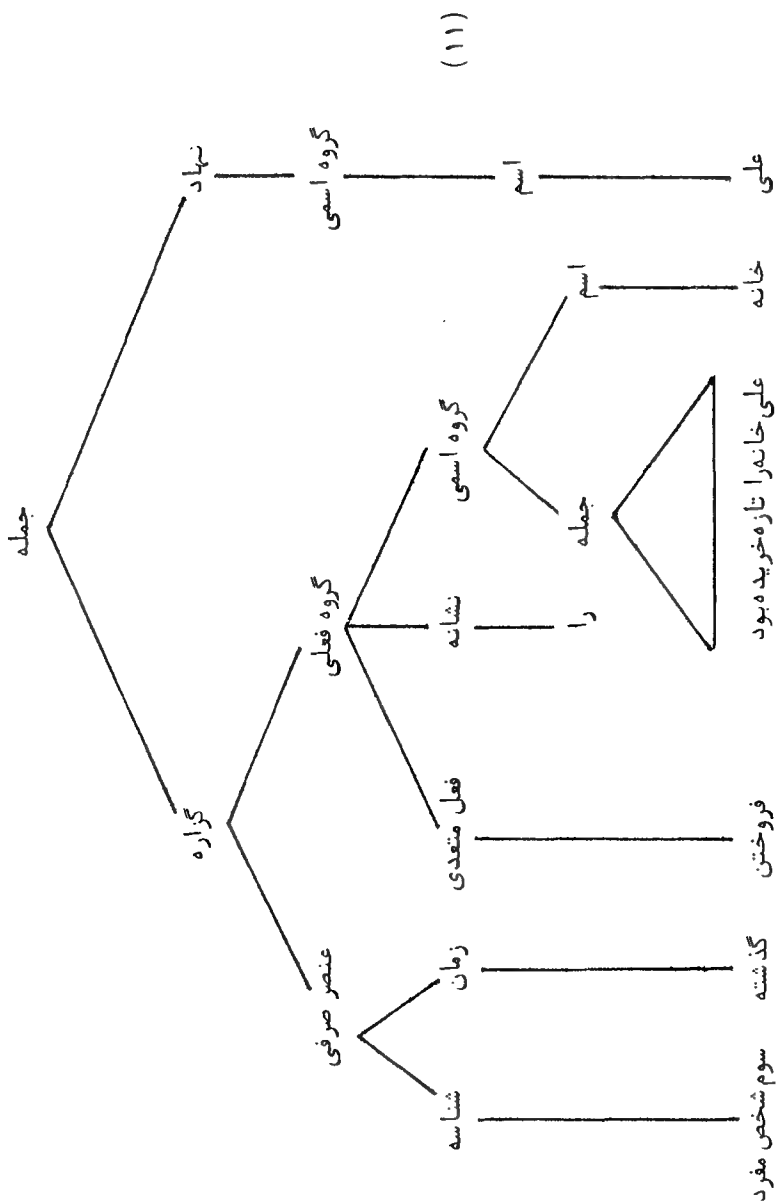 (۱۱)
جمله
نهاد
گزاره
گروه اسمی
گروه فعلی
عنصر صرفی
اسم
گروه اسمی
نشانه
فعل متعدی
زمان
شناسه
اسم
جمله
را
علی
خانه
علی خانه را تازه خریده بود
فروختن
گذشته
سوم شخص مفرد